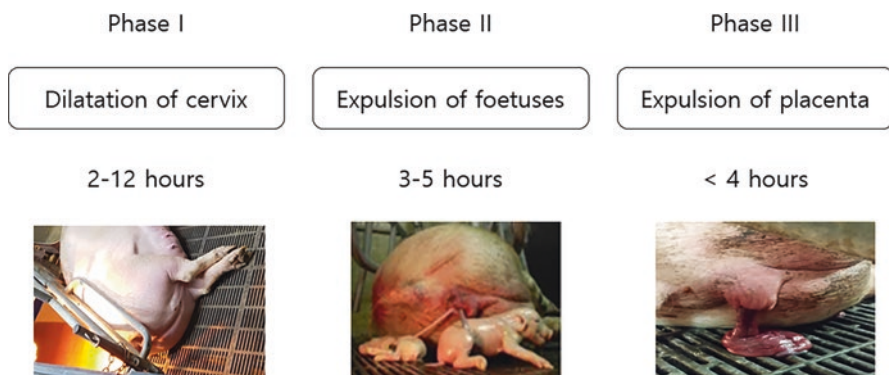 Phase I
Phase II
Phase III
Dilatation of cervix
Expulsion of foetuses
Expulsion of placenta
2-12 hours
3-5 hours
< 4 hours